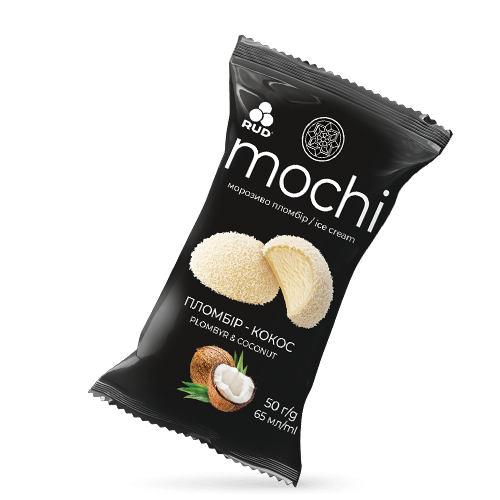 RUD®
mochi
морозиво пломбір / ice cream
ПЛОМБІР - КОКОС
PLOMBYR & COCONUT
50 г/g
65 мл/ml